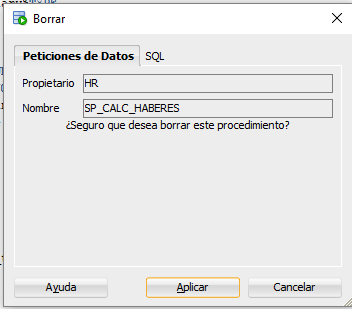 Borrar
Peticiones de Datos SQL
Propietario HR
Nombre SP_CALC_HABERES
¿Seguro que desea borrar este procedimiento?
Ayuda Aplicar Cancelar